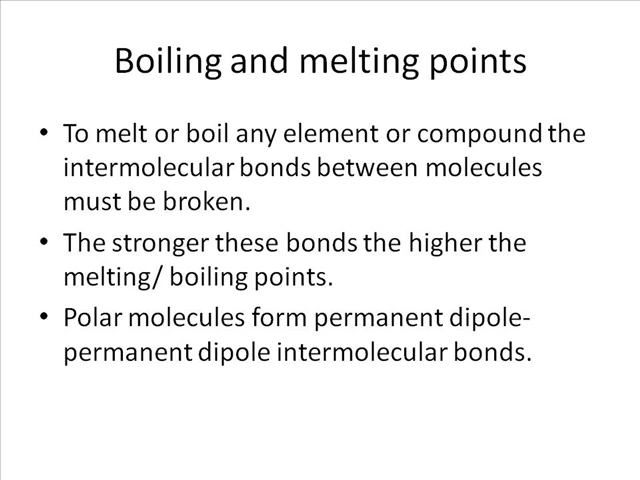 Boiling and melting points
• To melt or boil any element or compound the
intermolecular bonds between molecules
must be broken.
• The stronger these bonds the higher the
melting/ boiling points.
• Polar molecules form permanent dipole-
permanent dipole intermolecular bonds.